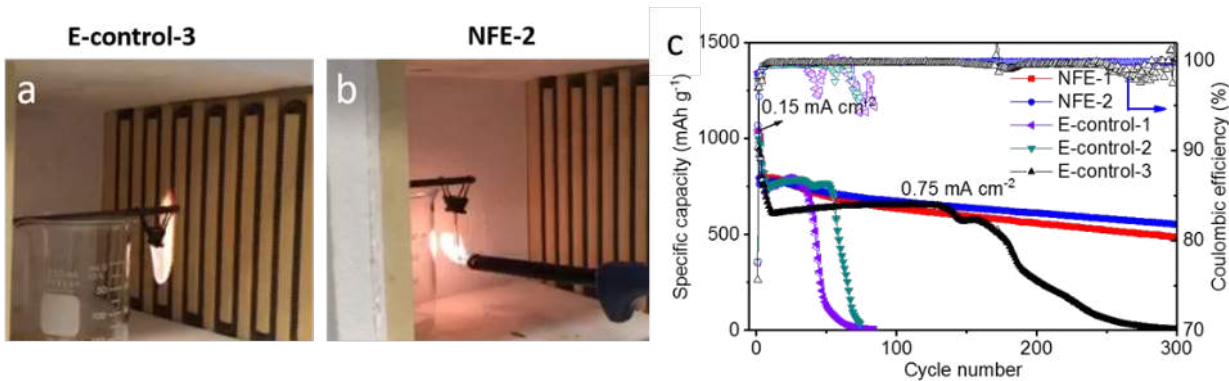 E-control-3
NFE-2
a
b
c
1500
1000
500
0
Specific capacity (mAh g⁻¹)
0.15 mA cm⁻²
0.75 mA cm⁻²
NFE-1
NFE-2
E-control-1
E-control-2
E-control-3
100
90
80
70
Coulombic efficiency (%)
0
100
200
300
Cycle number